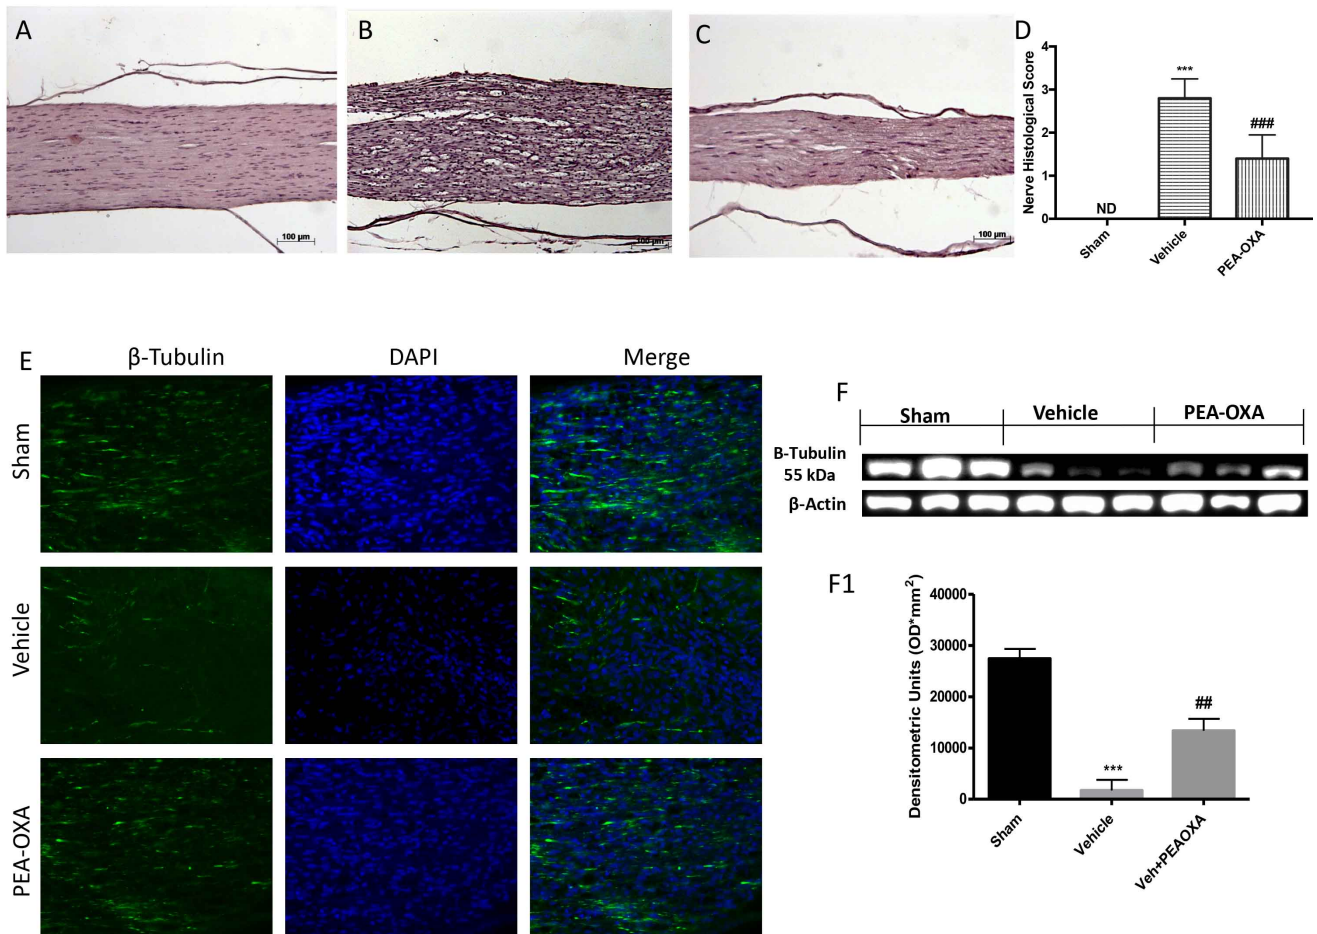 A
100 µm
B
100 µm
C
100 µm
D
Nerve Histological Score
4
3
2
1
0
ND
***
###
Sham
Vehicle
PEA-OXA
E
β-Tubulin
DAPI
Merge
Sham
Vehicle
PEA-OXA
F
Sham
Vehicle
PEA-OXA
B-Tubulin
55 kDa
β-Actin
F1
Densitometric Units (OD*mm²)
40000
30000
20000
10000
0
***
##
Sham
Vehicle
Veh+PEAOXA